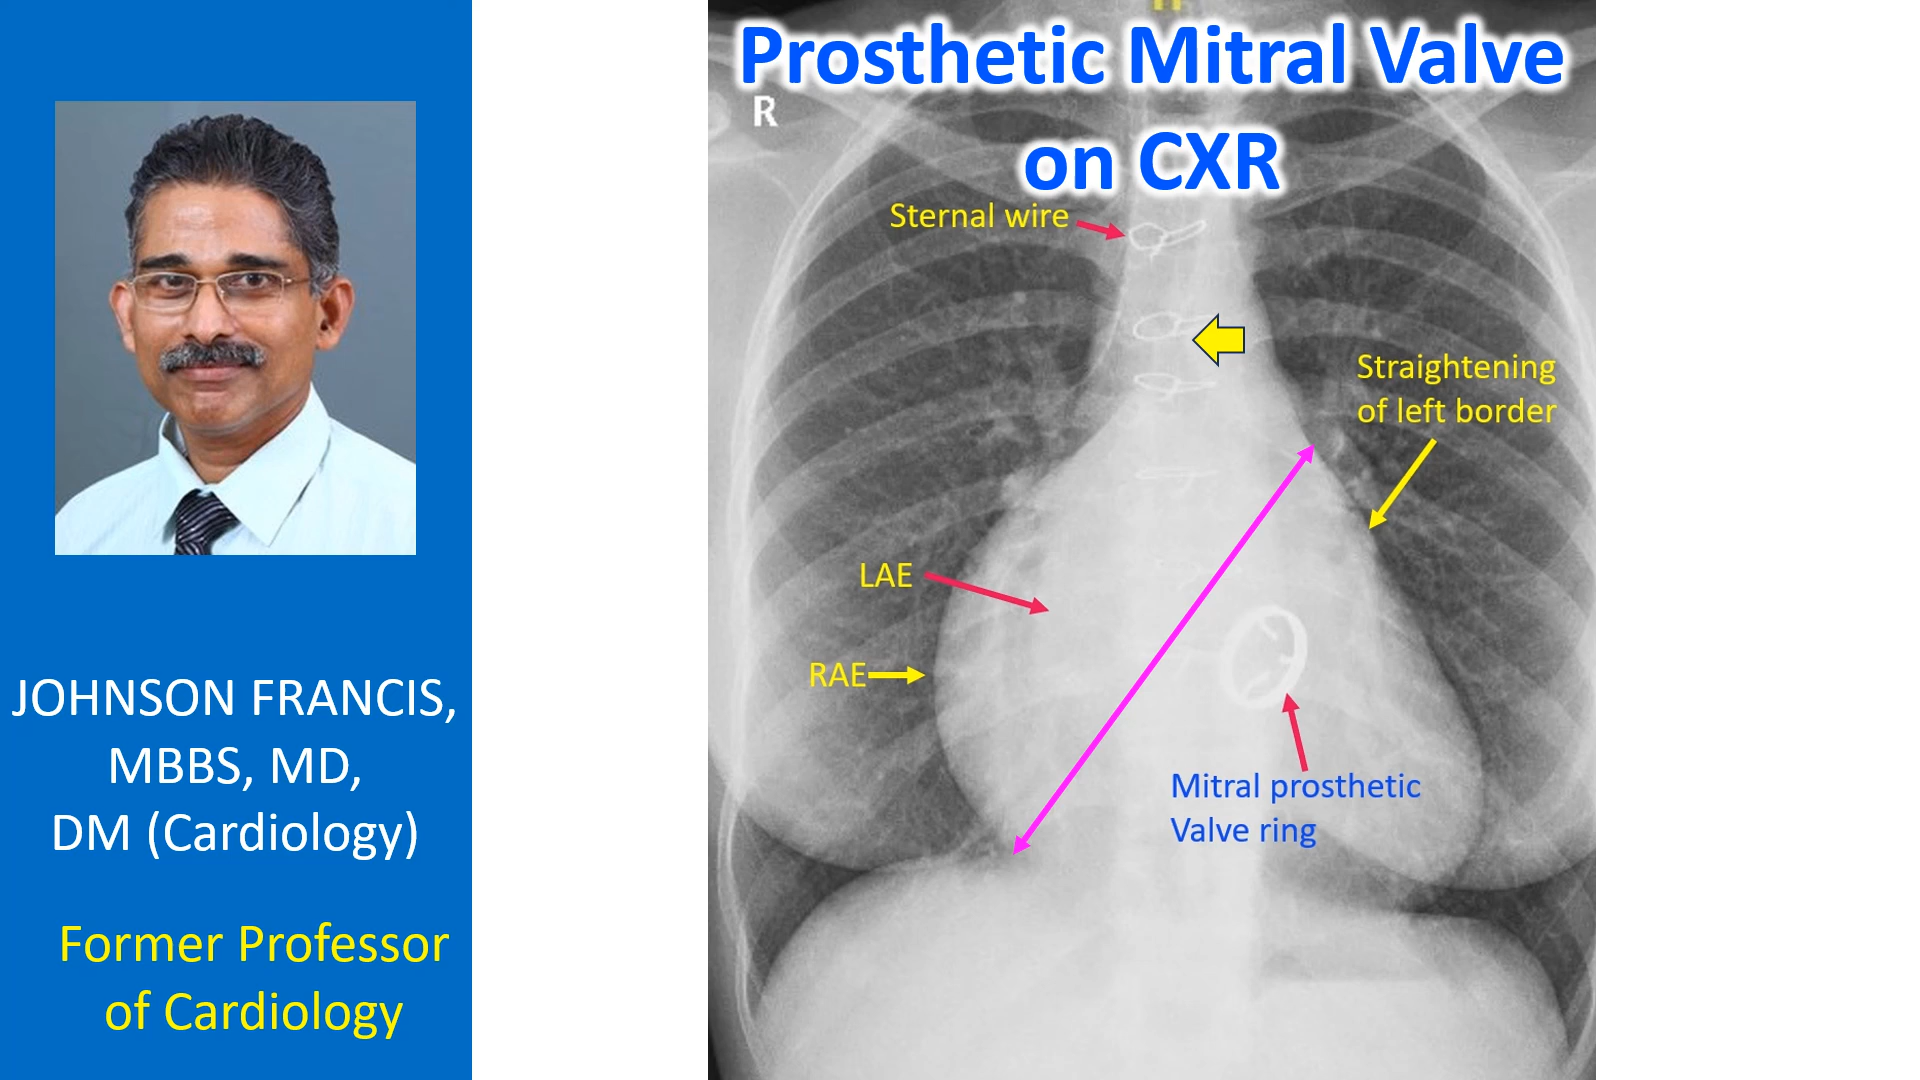 JOHNSON FRANCIS,
MBBS, MD,
DM (Cardiology)
Former Professor
of Cardiology
Prosthetic Mitral Valve
on CXR
R
Sternal wire
Straightening
of left border
LAE
RAE
Mitral prosthetic
Valve ring